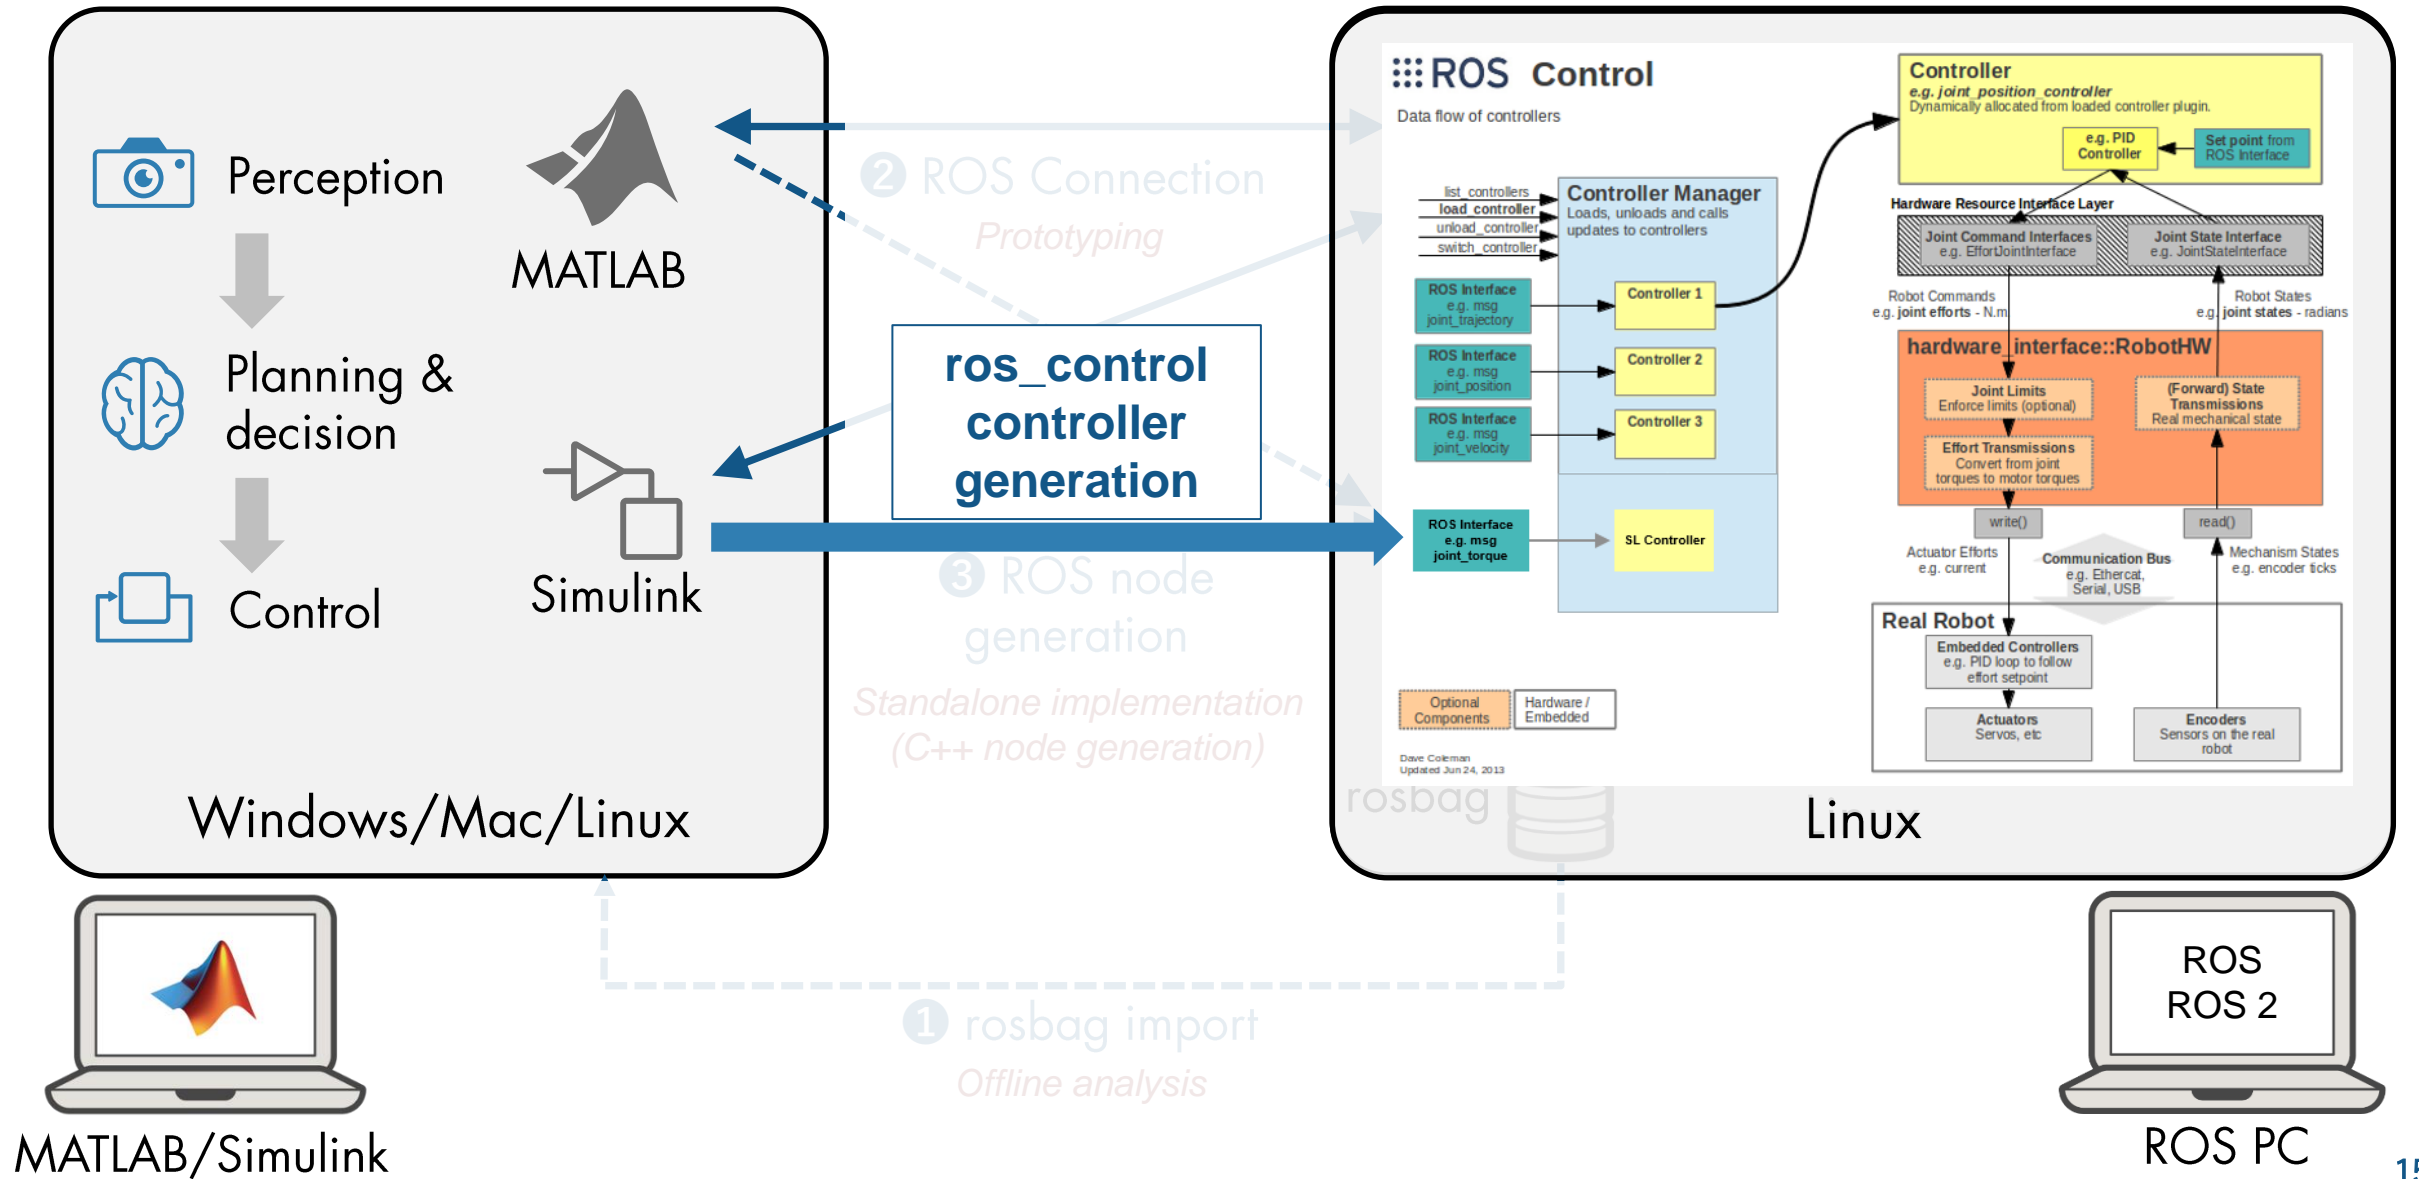 Perception
Planning &
decision
Control
MATLAB
Simulink
Windows/Mac/Linux
MATLAB/Simulink
❷ ROS Connection
Prototyping
ros_control
controller
generation
❸ ROS node
generation
Standalone implementation
(C++ node generation)
❶ rosbag import
Offline analysis
ROS Control
Data flow of controllers
list_controllers
load_controller
unload_controller
switch_controller
Controller Manager
Loads, unloads and calls
updates to controllers
ROS Interface
e.g. msg
joint_trajectory
Controller 1
ROS Interface
e.g. msg
joint_position
Controller 2
ROS Interface
e.g. msg
joint_velocity
Controller 3
ROS Interface
e.g. msg
joint_torque
SL Controller
Optional
Components
Hardware /
Embedded
Dave Coleman
Updated Jun 24, 2013
Controller
e.g. joint_position_controller
Dynamically allocated from loaded controller plugin.
e.g. PID
Controller
Set point from
ROS Interface
Hardware Resource Interface Layer
Joint Command Interfaces
e.g. EffortJointInterface
Joint State Interface
e.g. JointStateInterface
Robot Commands
e.g. joint efforts - N.m
Robot States
e.g. joint states - radians
hardware_interface::RobotHW
Joint Limits
Enforce limits (optional)
(Forward) State
Transmissions
Real mechanical state
Effort Transmissions
Convert from joint
torques to motor torques
write()
read()
Actuator Efforts
e.g. current
Communication Bus
e.g. Ethercat,
Serial, USB
Mechanism States
e.g. encoder ticks
Real Robot
Embedded Controllers
e.g. PID loop to follow
effort setpoint
Actuators
Servos, etc
Encoders
Sensors on the real
robot
rosbag
Linux
ROS
ROS 2
ROS PC